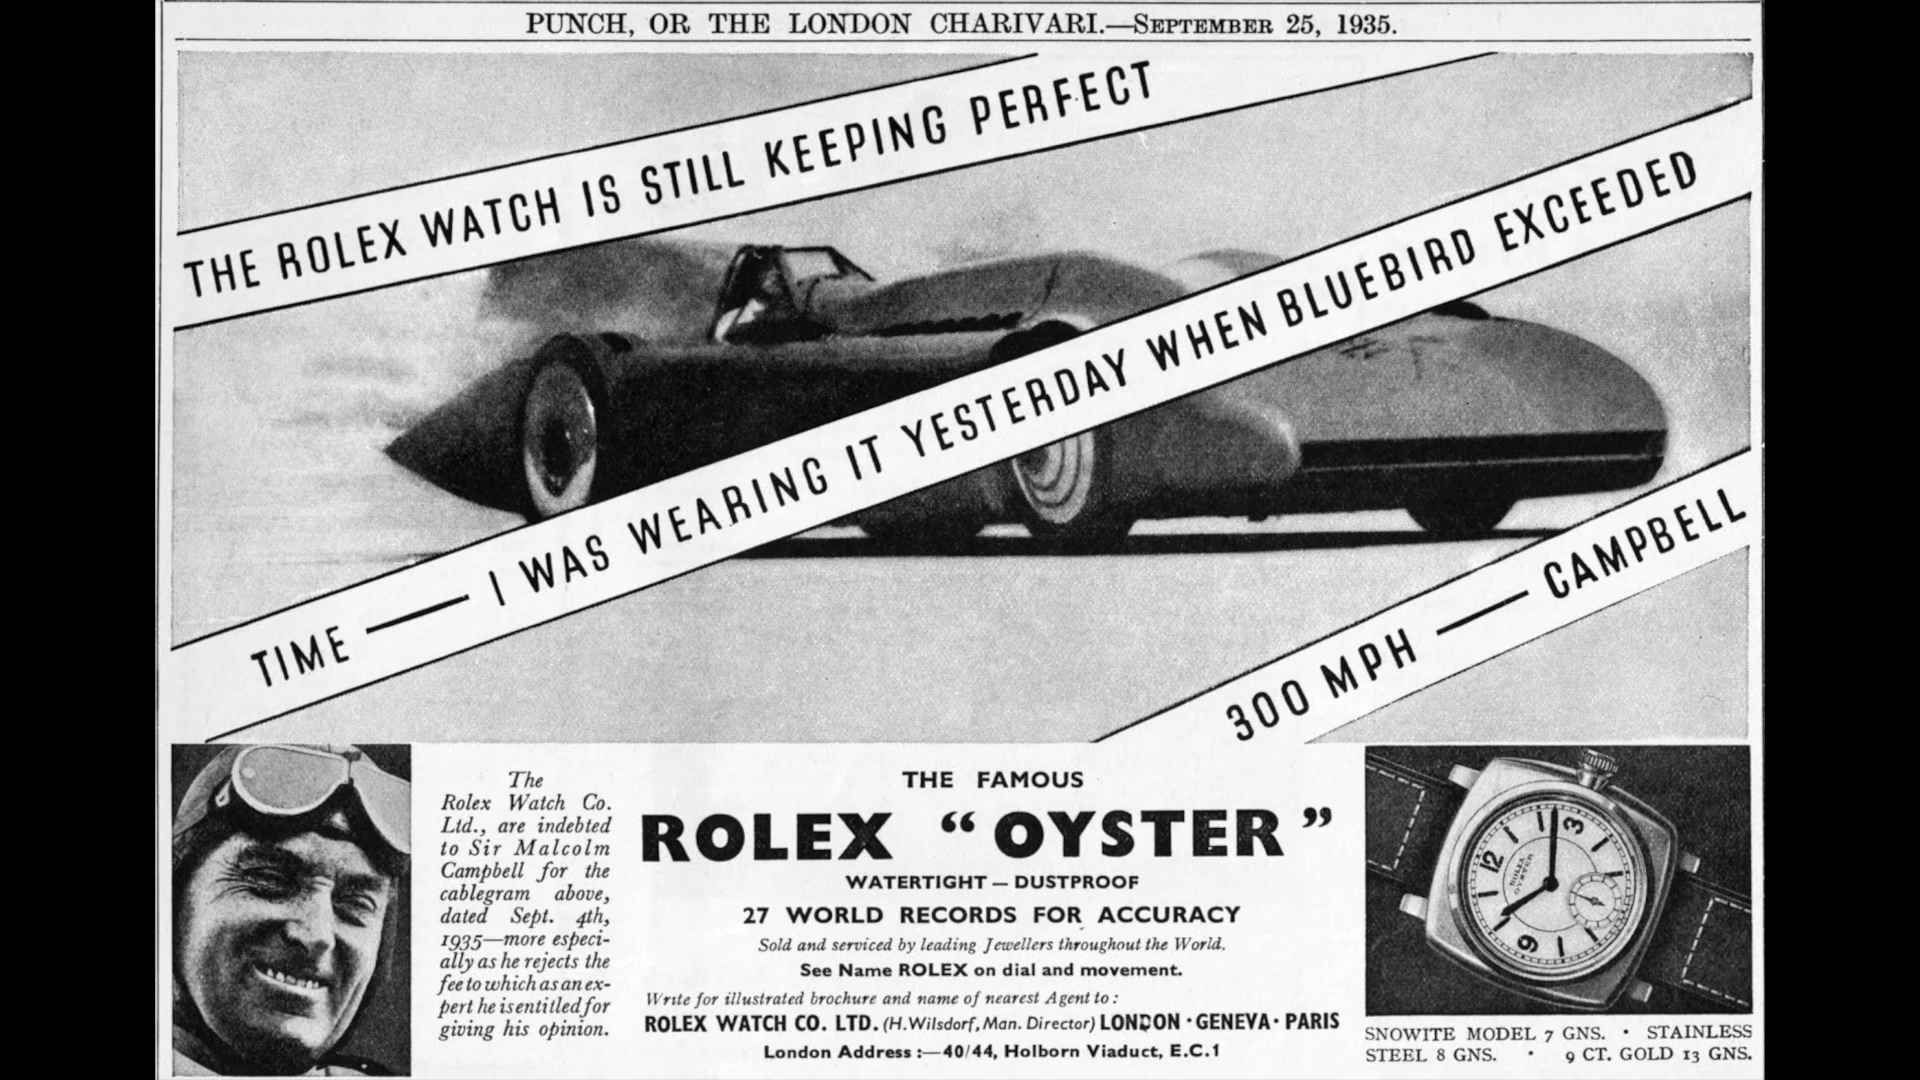 PUNCH, OR THE LONDON CHARIVARI.—SEPTEMBER 25, 1935.
THE ROLEX WATCH IS STILL KEEPING PERFECT
TIME — I WAS WEARING IT YESTERDAY WHEN BLUEBIRD EXCEEDED
300 MPH — CAMPBELL
The
Rolex Watch Co.
Ltd., are indebted
to Sir Malcolm
Campbell for the
cablegram above,
dated Sept. 4th,
1935—more especi-
ally as he rejects the
fee to which as an ex-
pert he is entitled for
giving his opinion.
THE FAMOUS
ROLEX “OYSTER”
WATERTIGHT — DUSTPROOF
27 WORLD RECORDS FOR ACCURACY
Sold and serviced by leading Jewellers throughout the World.
See Name ROLEX on dial and movement.
Write for illustrated brochure and name of nearest Agent to :
ROLEX WATCH CO. LTD. (H.Wilsdorf, Man. Director) LONDON · GENEVA · PARIS
London Address :—40/44, Holborn Viaduct, E.C.1
12
3
9
ROLEX
OYSTER
SNOWITE MODEL 7 GNS. • STAINLESS
STEEL 8 GNS. • 9 CT. GOLD 13 GNS.